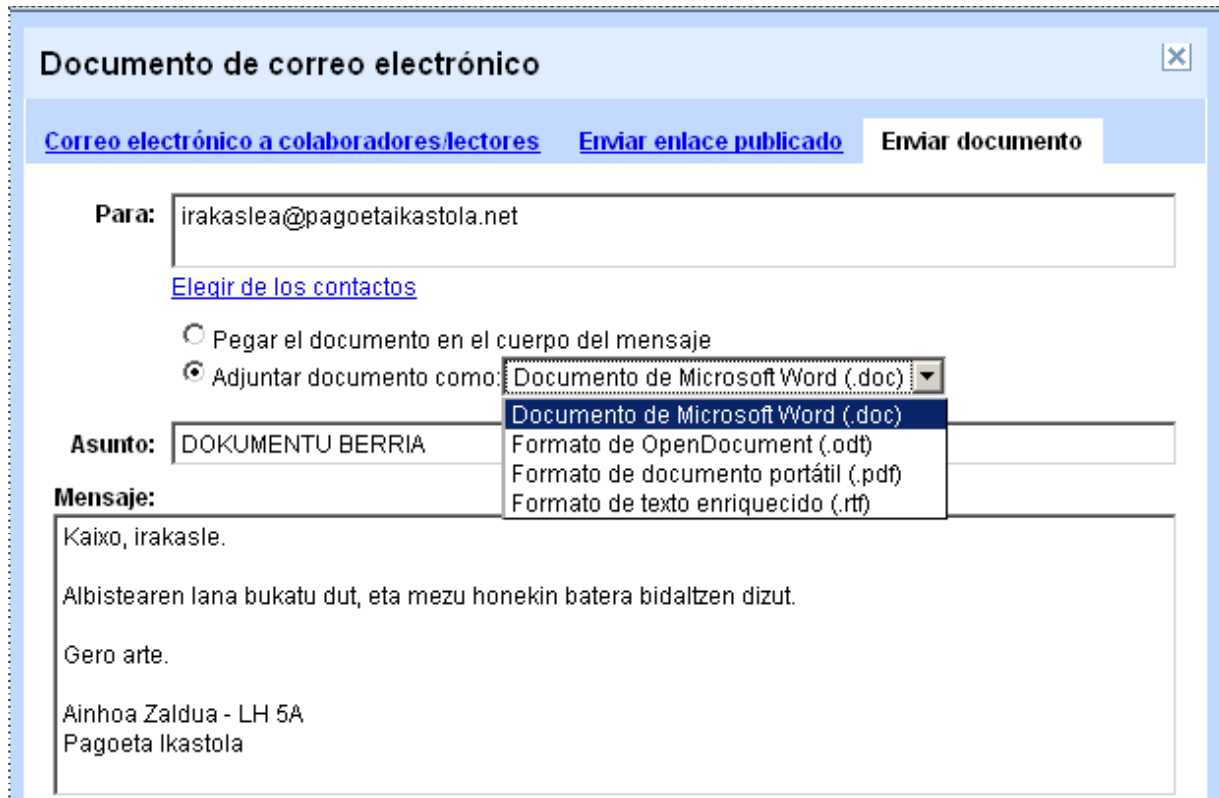 Documento de correo electrónico
Correo electrónico a colaboradores/lectores Enviar enlace publicado Enviar documento
Para: irakaslea@pagoetaikastola.net
Elegir de los contactos
Pegar el documento en el cuerpo del mensaje
Adjuntar documento como: Documento de Microsoft Word (.doc)
Documento de Microsoft Word (.doc)
Formato de OpenDocument (.odt)
Formato de documento portátil (.pdf)
Formato de texto enriquecido (.rtf)
Asunto: DOKUMENTU BERRIA
Mensaje:
Kaixo, irakasle.
Albistearen lana bukatu dut, eta mezu honekin batera bidaltzen dizut.
Gero arte.
Ainhoa Zaldua - LH 5A
Pagoeta Ikastola